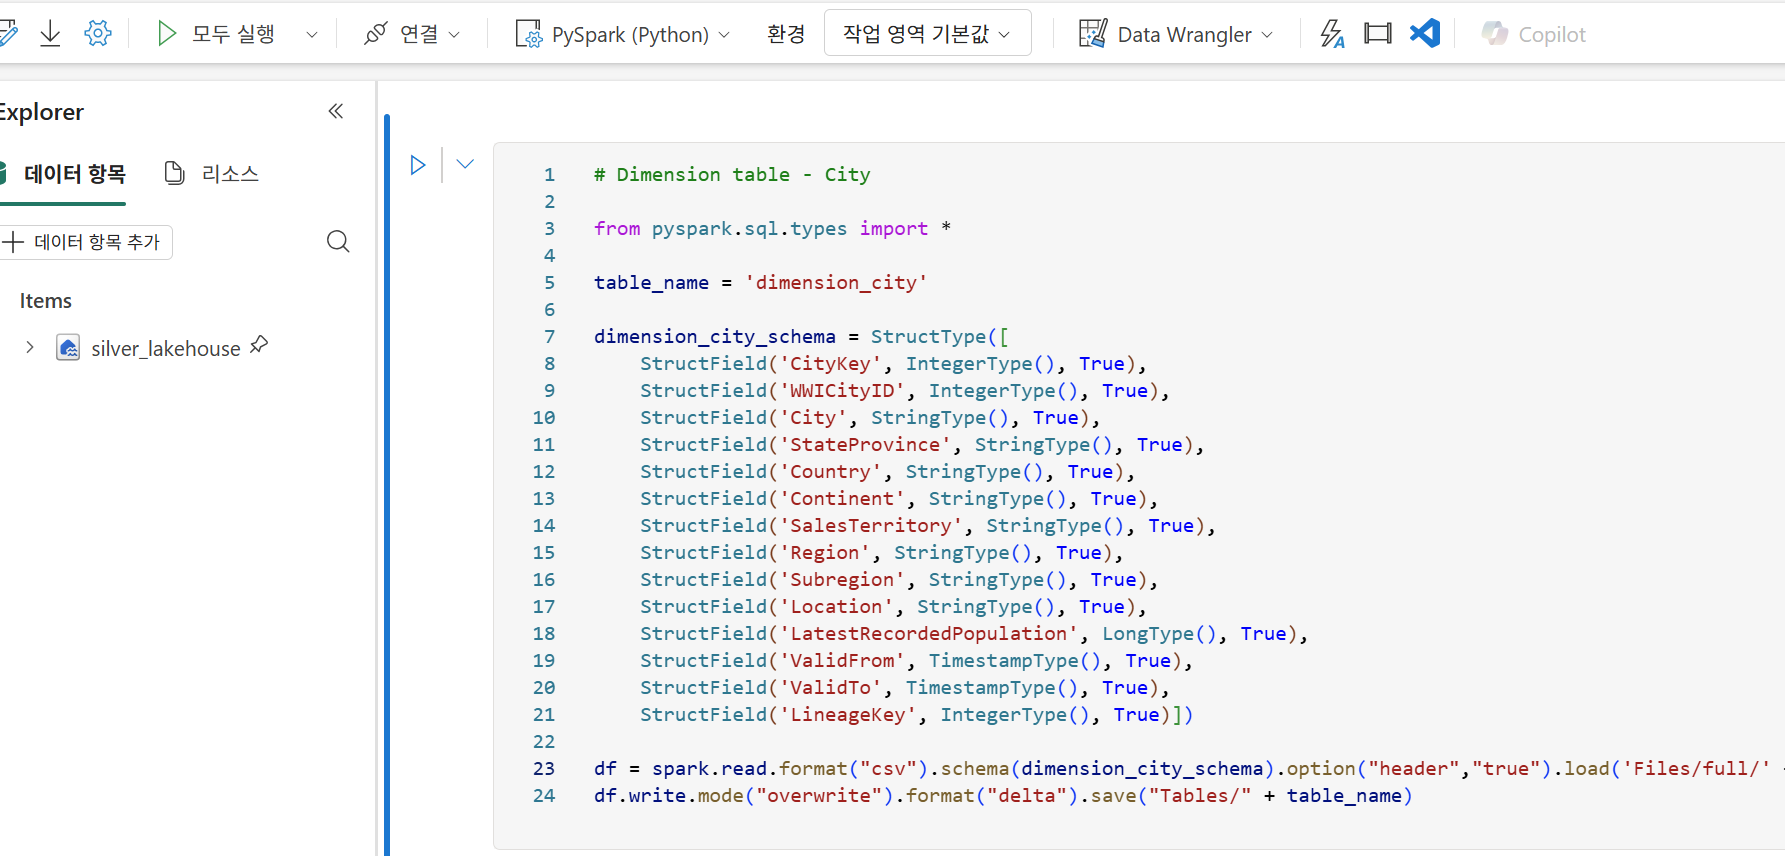 모두 실행
연결
PySpark (Python)
환경
작업 영역 기본값
Data Wrangler
Copilot
Explorer
데이터 항목
리소스
데이터 항목 추가
Items
silver_lakehouse
1 # Dimension table - City
2
3 from pyspark.sql.types import *
4
5 table_name = 'dimension_city'
6
7 dimension_city_schema = StructType([
8 StructField('CityKey', IntegerType(), True),
9 StructField('WWICityID', IntegerType(), True),
10 StructField('City', StringType(), True),
11 StructField('StateProvince', StringType(), True),
12 StructField('Country', StringType(), True),
13 StructField('Continent', StringType(), True),
14 StructField('SalesTerritory', StringType(), True),
15 StructField('Region', StringType(), True),
16 StructField('Subregion', StringType(), True),
17 StructField('Location', StringType(), True),
18 StructField('LatestRecordedPopulation', LongType(), True),
19 StructField('ValidFrom', TimestampType(), True),
20 StructField('ValidTo', TimestampType(), True),
21 StructField('LineageKey', IntegerType(), True)])
22
23 df = spark.read.format("csv").schema(dimension_city_schema).option("header","true").load('Files/full/'
24 df.write.mode("overwrite").format("delta").save("Tables/" + table_name)